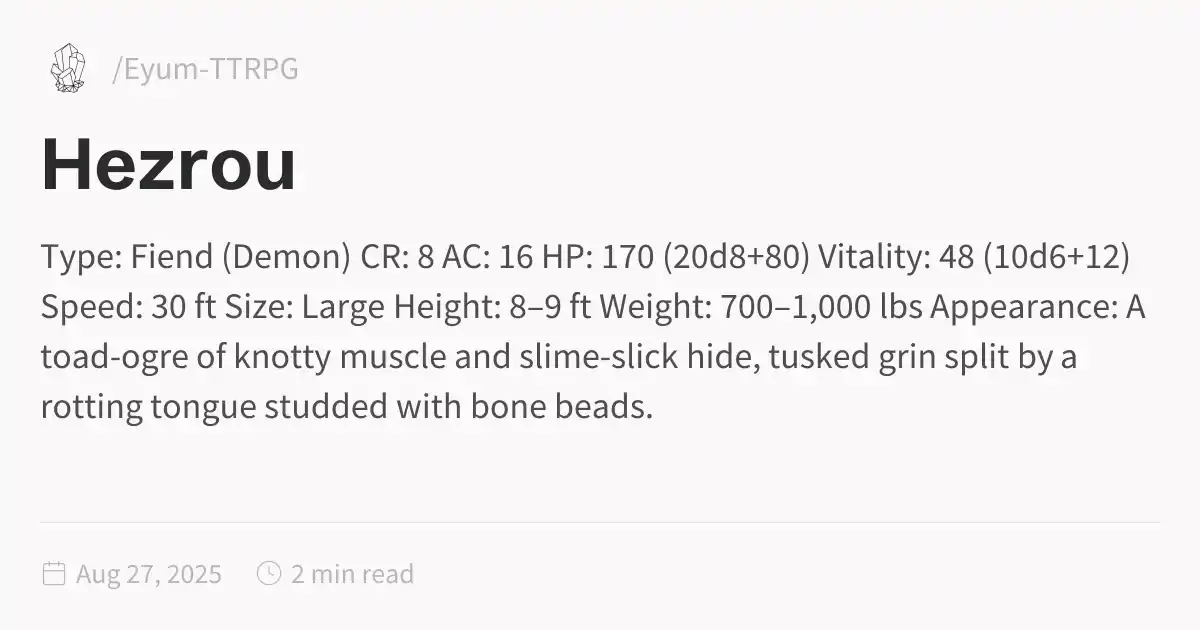 /Eyum-TTRPG
Hezrou
Type: Fiend (Demon) CR: 8 AC: 16 HP: 170 (20d8+80) Vitality: 48 (10d6+12)
Speed: 30 ft Size: Large Height: 8–9 ft Weight: 700–1,000 lbs Appearance: A
toad-ogre of knotty muscle and slime-slick hide, tusked grin split by a
rotting tongue studded with bone beads.
Aug 27, 2025 2 min read